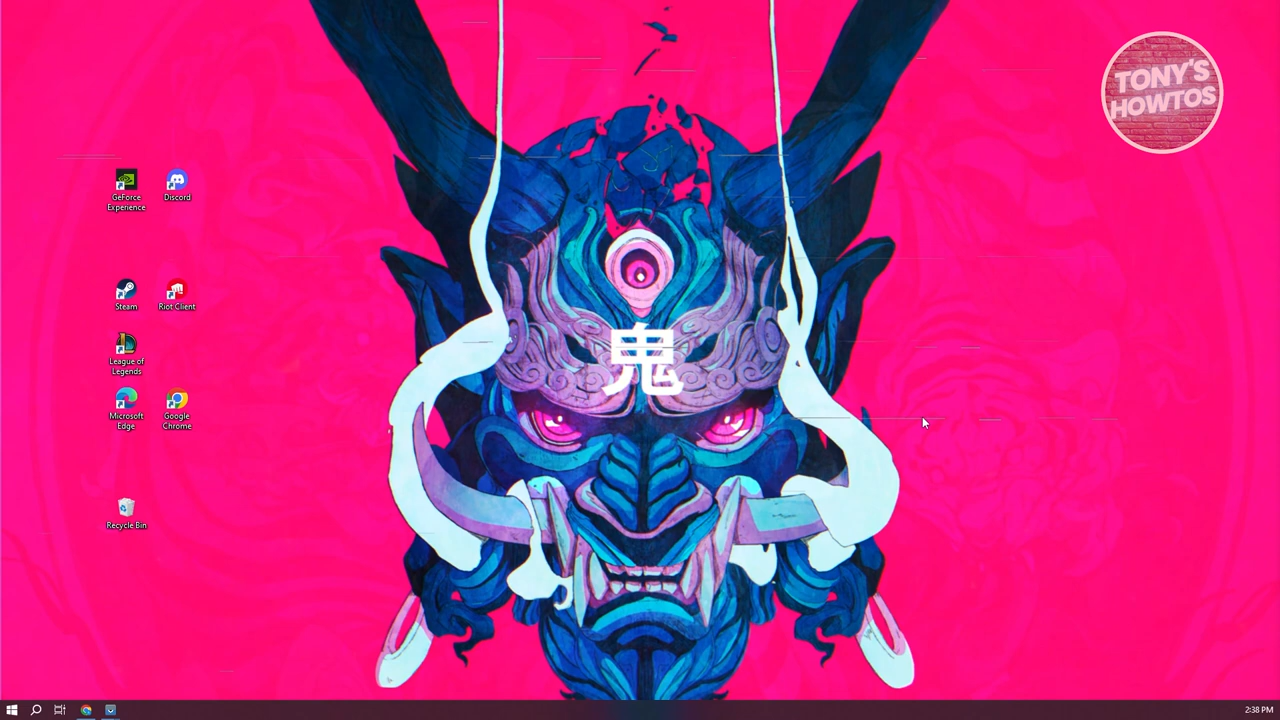 TONY'S
HOWTOS
GeForce
Experience
Discord
Steam
Riot Client
鬼
League of
Legends
Microsoft
Edge
Google
Chrome
Recycle Bin
2:38 PM